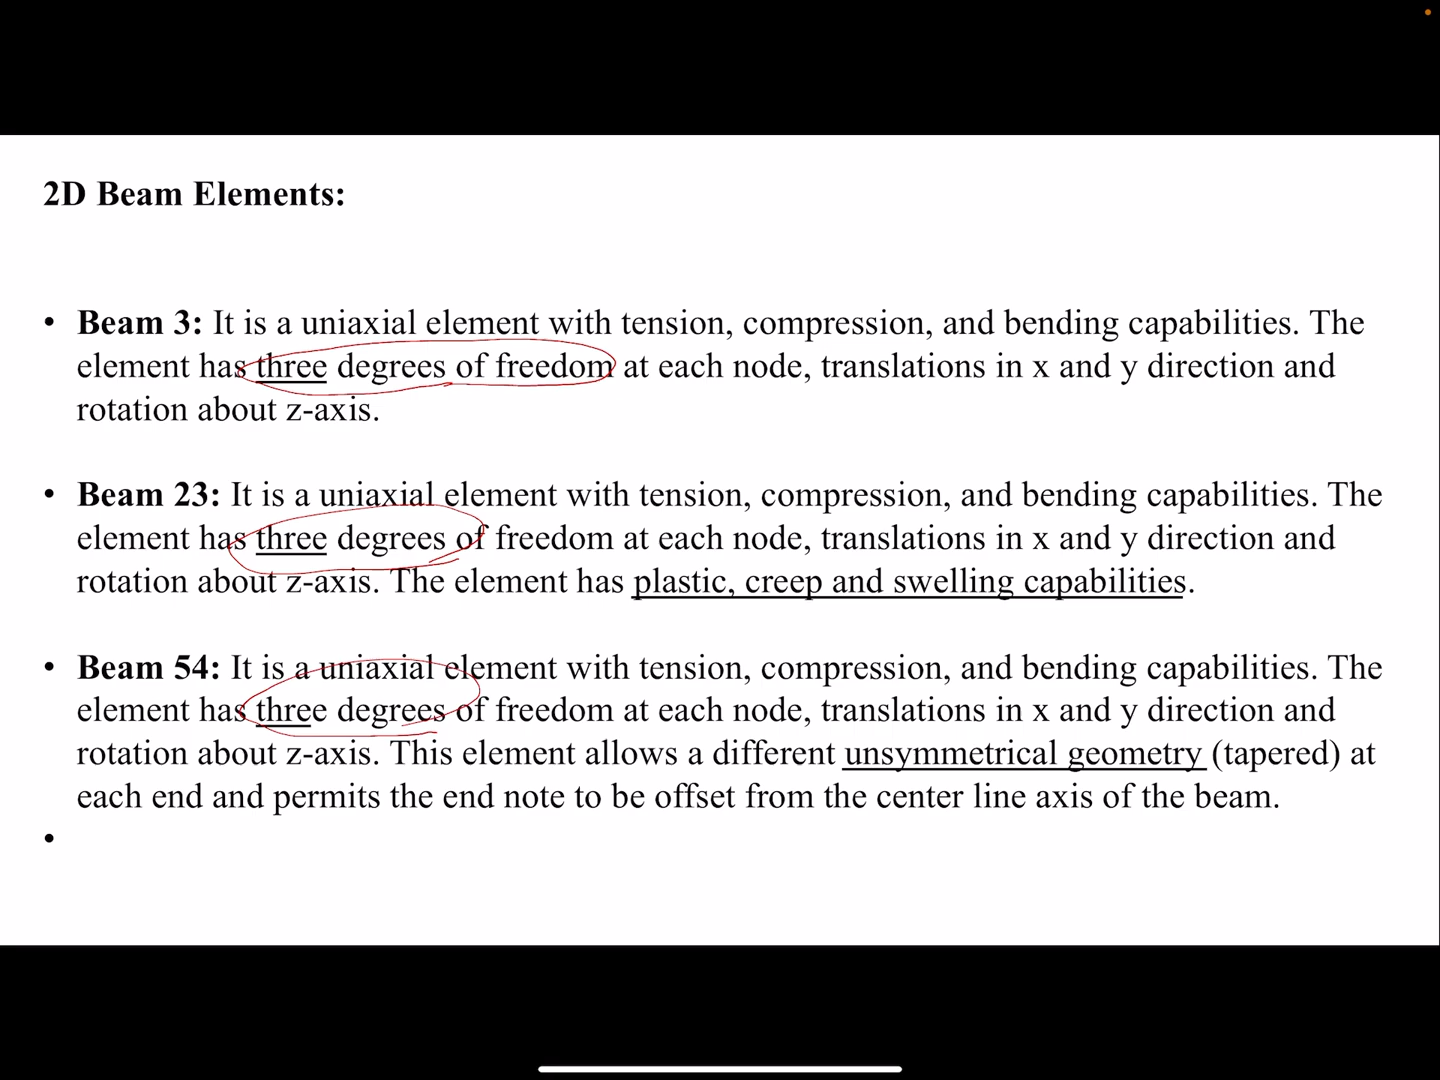 2D Beam Elements:
• Beam 3: It is a uniaxial element with tension, compression, and bending capabilities. The
element has three degrees of freedom at each node, translations in x and y direction and
rotation about z-axis.
• Beam 23: It is a uniaxial element with tension, compression, and bending capabilities. The
element has three degrees of freedom at each node, translations in x and y direction and
rotation about z-axis. The element has plastic, creep and swelling capabilities.
• Beam 54: It is a uniaxial element with tension, compression, and bending capabilities. The
element has three degrees of freedom at each node, translations in x and y direction and
rotation about z-axis. This element allows a different unsymmetrical geometry (tapered) at
each end and permits the end note to be offset from the center line axis of the beam.
•